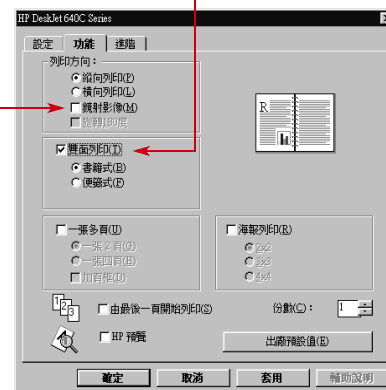 HP DeskJet 640C Series
設定 功能 進階
列印方向：
縱向列印(P)
橫向列印(L)
鏡射影像(M)
旋轉180度
雙面列印(T)
書籍式(B)
便籤式(F)
R
一張多頁(U)
一張 2 頁(G)
一張四頁(H)
加頁框(D)
海報列印(R)
2x2
3x3
4x4
1 2 3
由最後一頁開始列印(S)
份數(C)： 1
HP 預覽
出廠預設值(E)
確定 取消 套用 輔助說明